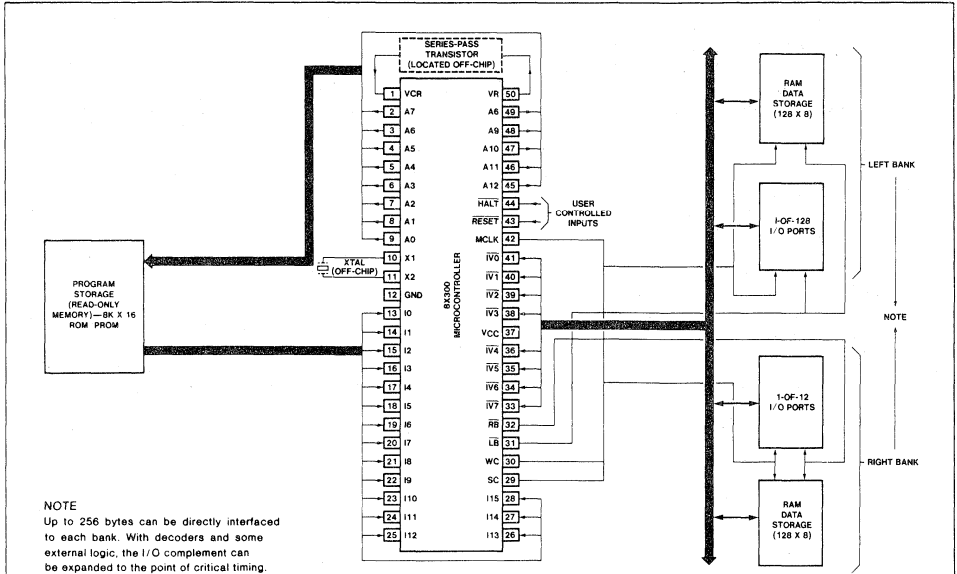 SERIES-PASS
TRANSISTOR
(LOCATED OFF-CHIP)
1 VCR
VR 50
2 A7
A6 49
3 A6
A9 48
4 A5
A10 47
5 A4
A11 46
6 A3
A12 45
7 A2
HALT 44
8 A1
RESET 43
9 A0
MCLK 42
10 X1
IV0 41
11 X2
IV1 40
12 GND
IV2 39
13 I0
IV3 38
14 I1
VCC 37
15 I2
IV4 36
16 I3
IV5 35
17 I4
IV6 34
18 I5
IV7 33
19 I6
RB 32
20 I7
LB 31
21 I8
WC 30
22 I9
SC 29
23 I10
I15 28
24 I11
I14 27
25 I12
I13 26
8X300
MICROCONTROLLER
USER
CONTROLLED
INPUTS
XTAL
(OFF-CHIP)
PROGRAM
STORAGE
(READ-ONLY
MEMORY)—8K X 16
ROM PROM
RAM
DATA
STORAGE
(128 X 8)
LEFT BANK
I-OF-128
I/O PORTS
NOTE
1-OF-12
I/O PORTS
RIGHT BANK
RAM
DATA
STORAGE
(128 X 8)
NOTE
Up to 256 bytes can be directly interfaced
to each bank. With decoders and some
external logic, the I/O complement can
be expanded to the point of critical timing.